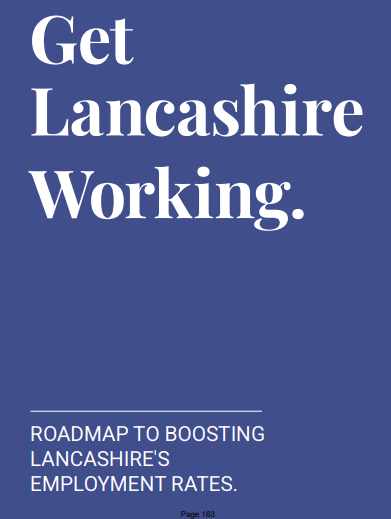 Get
Lancashire
Working.
ROADMAP TO BOOSTING
LANCASHIRE'S
EMPLOYMENT RATES.
Page 163